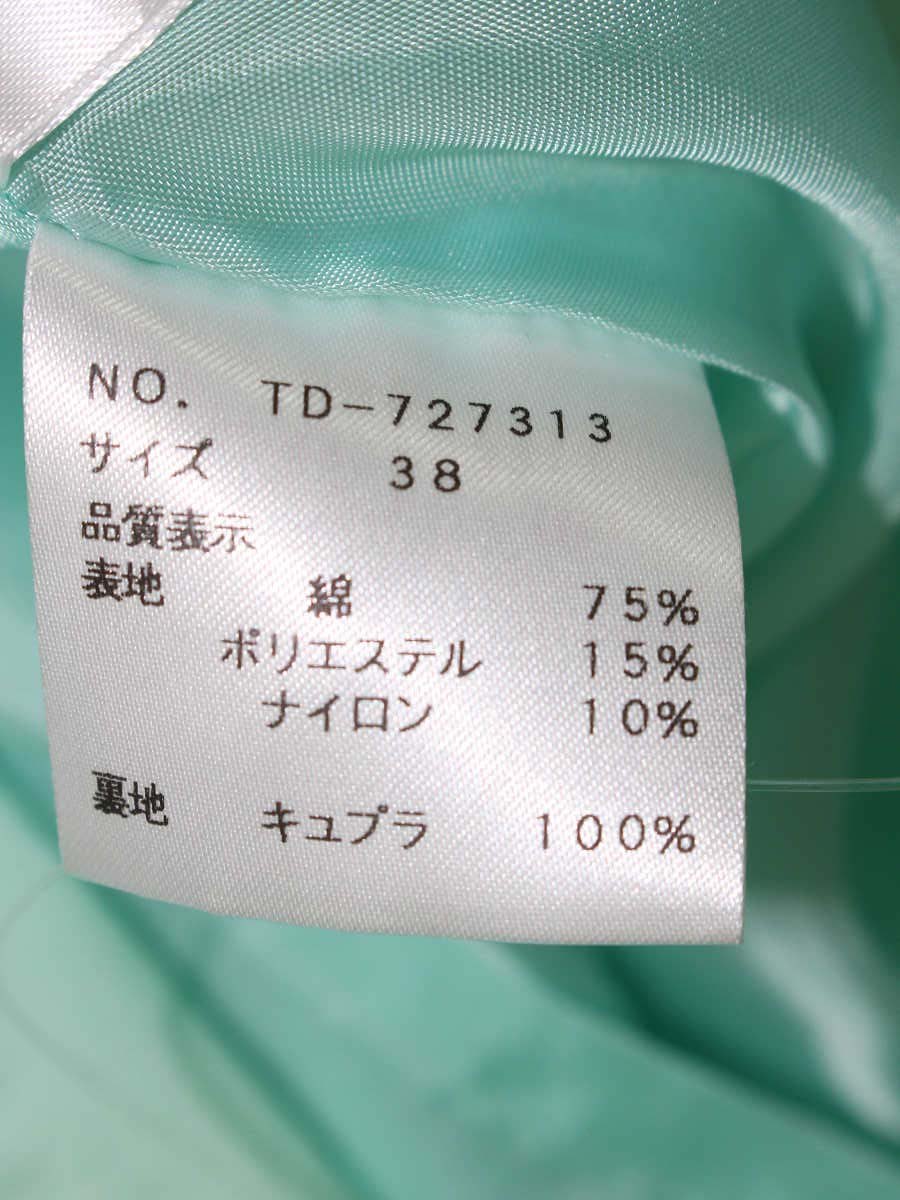 NO. TD-727313
サイズ 38
品質表示
表地 綿 75%
ポリエステル 15%
ナイロン 10%
裏地 キュプラ 100%